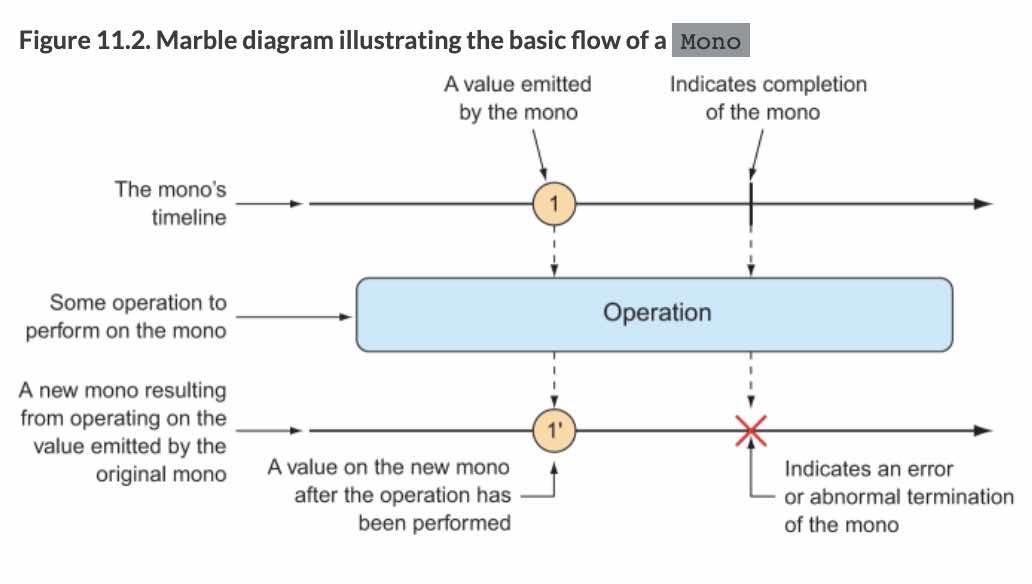 Figure 11.2. Marble diagram illustrating the basic flow of a Mono
A value emitted
by the mono
Indicates completion
of the mono
The mono’s
timeline
1
Some operation to
perform on the mono
Operation
A new mono resulting
from operating on the
value emitted by the
original mono
1'
A value on the new mono
after the operation has
been performed
Indicates an error
or abnormal termination
of the mono